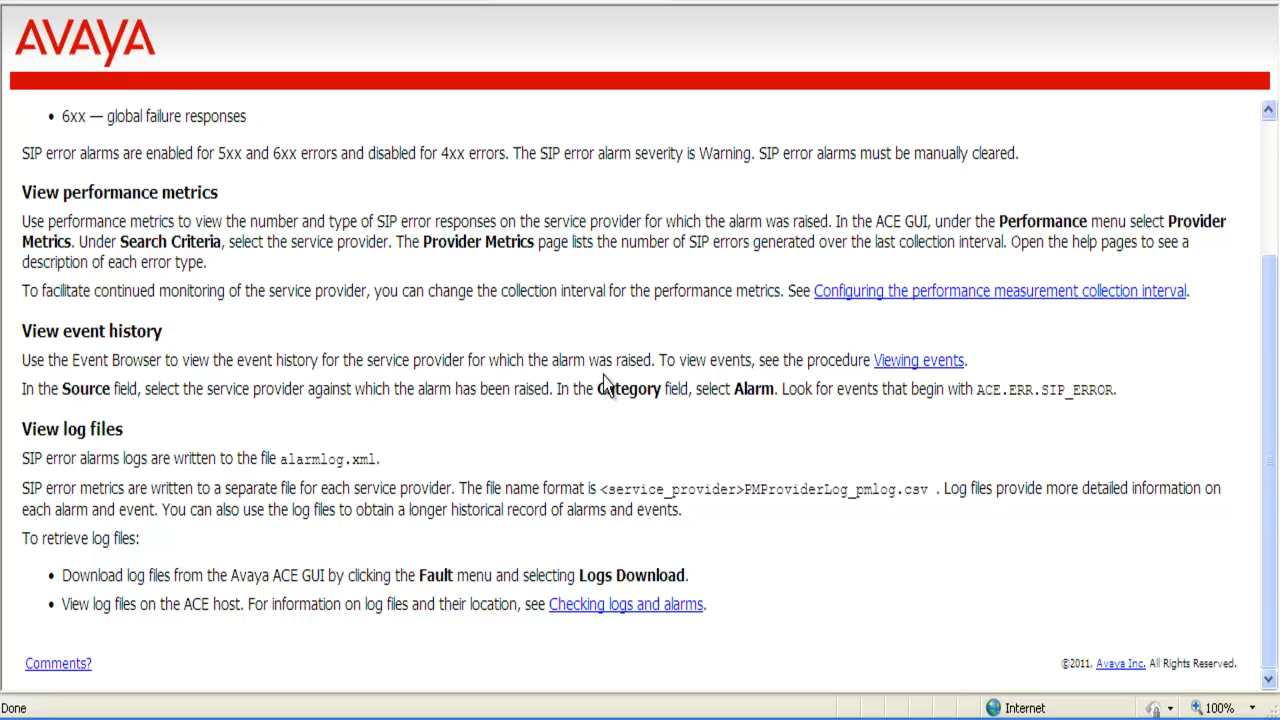 AVAYA
• 6xx — global failure responses
SIP error alarms are enabled for 5xx and 6xx errors and disabled for 4xx errors. The SIP error alarm severity is Warning. SIP error alarms must be manually cleared.
View performance metrics
Use performance metrics to view the number and type of SIP error responses on the service provider for which the alarm was raised. In the ACE GUI, under the Performance menu select Provider
Metrics. Under Search Criteria, select the service provider. The Provider Metrics page lists the number of SIP errors generated over the last collection interval. Open the help pages to see a
description of each error type.
To facilitate continued monitoring of the service provider, you can change the collection interval for the performance metrics. See Configuring the performance measurement collection interval.
View event history
Use the Event Browser to view the event history for the service provider for which the alarm was raised. To view events, see the procedure Viewing events.
In the Source field, select the service provider against which the alarm has been raised. In the Category field, select Alarm. Look for events that begin with ACE.ERR.SIP_ERROR.
View log files
SIP error alarms logs are written to the file alarmlog.xml.
SIP error metrics are written to a separate file for each service provider. The file name format is <service_provider>PMProviderLog_pmlog.csv . Log files provide more detailed information on
each alarm and event. You can also use the log files to obtain a longer historical record of alarms and events.
To retrieve log files:
• Download log files from the Avaya ACE GUI by clicking the Fault menu and selecting Logs Download.
• View log files on the ACE host. For information on log files and their location, see Checking logs and alarms.
Comments?
©2011, Avaya Inc. All Rights Reserved.
Done
Internet
100%